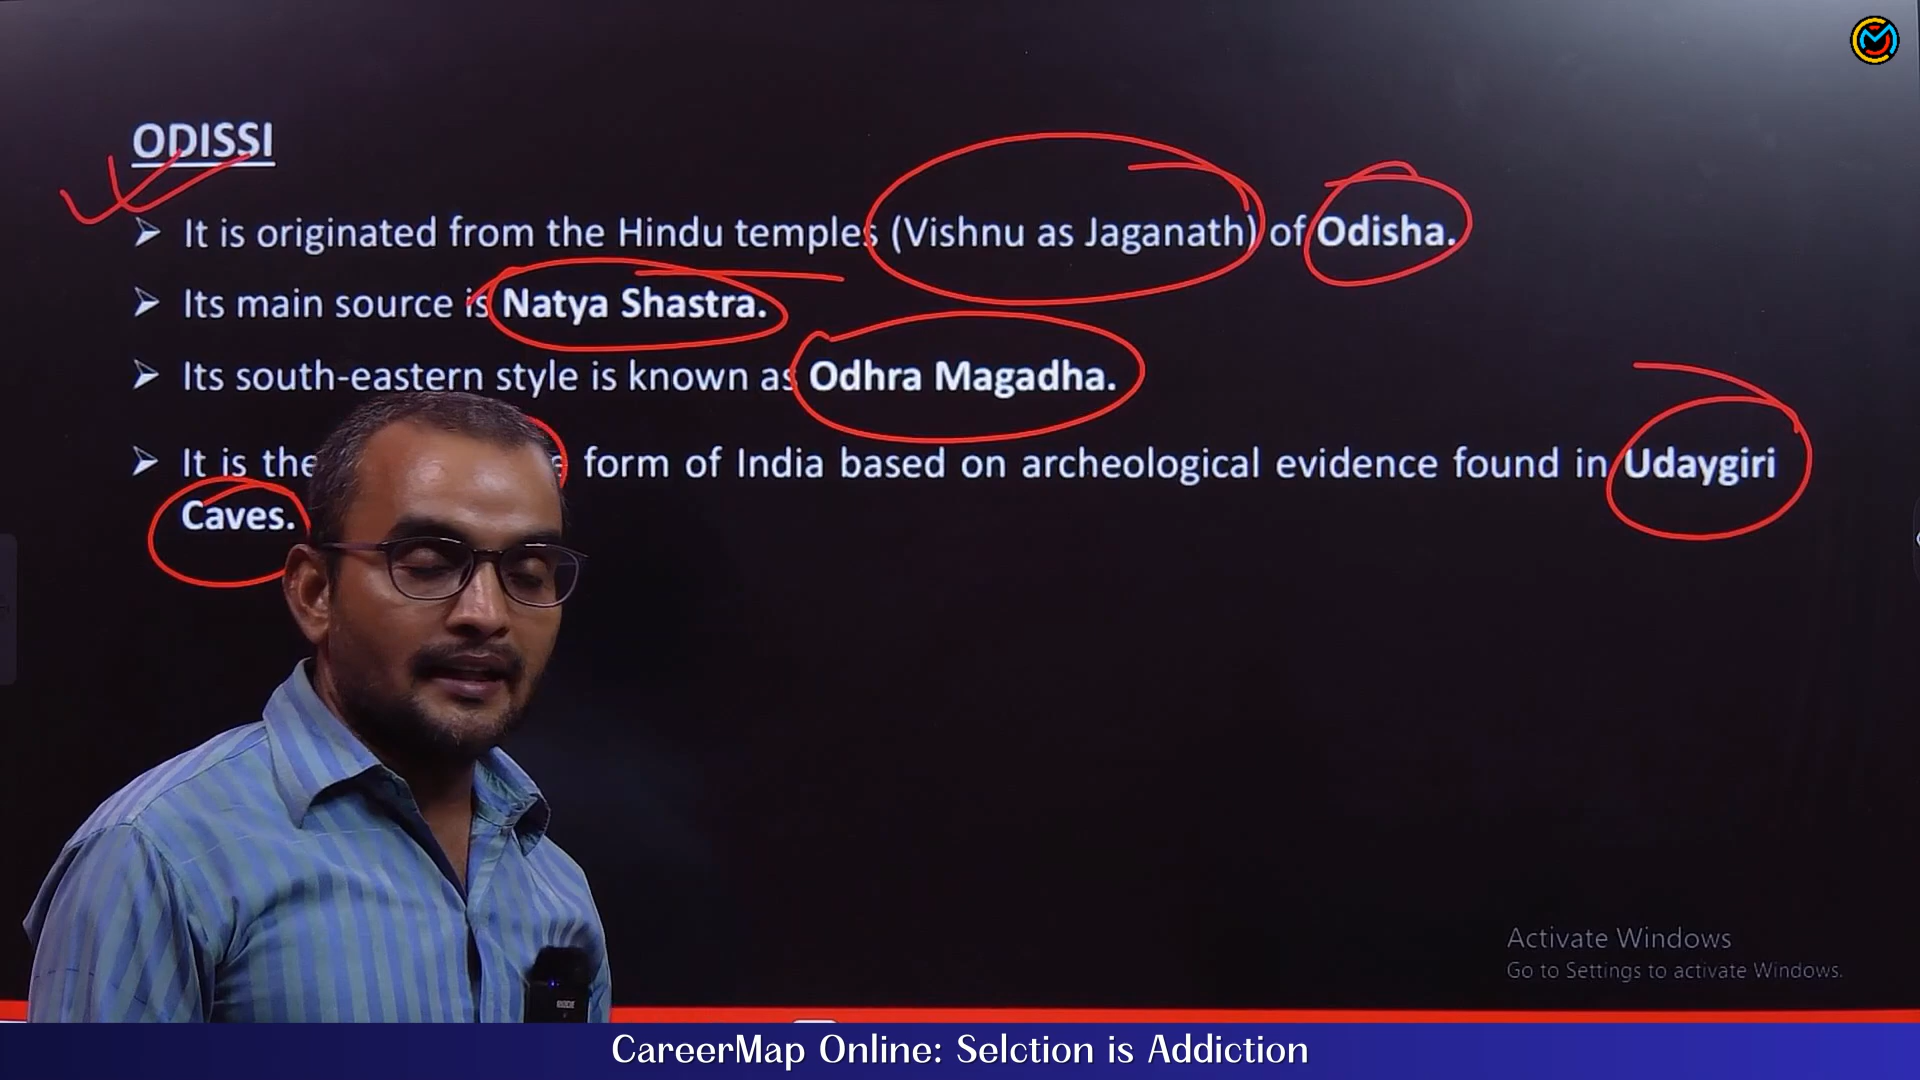 ODISSI
➢ It is originated from the Hindu temples (Vishnu as Jaganath) of Odisha.
➢ Its main source is Natya Shastra.
➢ Its south-eastern style is known as Odhra Magadha.
➢ It is the form of India based on archeological evidence found in Udaygiri
Caves.
Activate Windows
Go to Settings to activate Windows.
CareerMap Online: Selction is Addiction